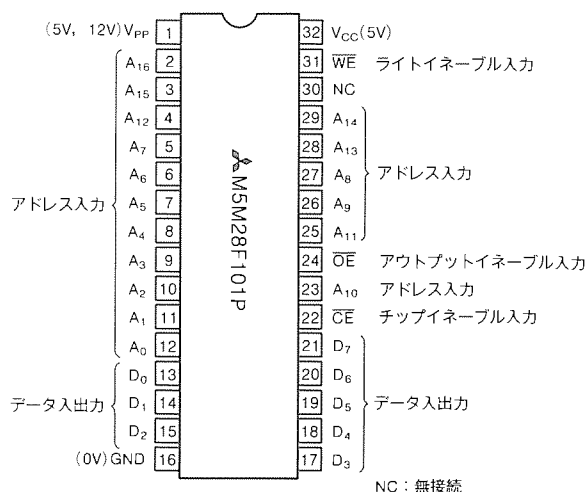 (5V, 12V) VPP 1
A16 2
A15 3
A12 4
A7 5
A6 6
アドレス入力 A5 7
A4 8
A3 9
A2 10
A1 11
A0 12
D0 13
データ入出力 D1 14
D2 15
(0V) GND 16
M5M28F101P
32 VCC(5V)
31 W̅E̅ ライトイネーブル入力
30 NC
29 A14
28 A13
27 A8 アドレス入力
26 A9
25 A11
24 O̅E̅ アウトプットイネーブル入力
23 A10 アドレス入力
22 C̅E̅ チップイネーブル入力
21 D7
20 D6
19 D5 データ入出力
18 D4
17 D3
NC：無接続